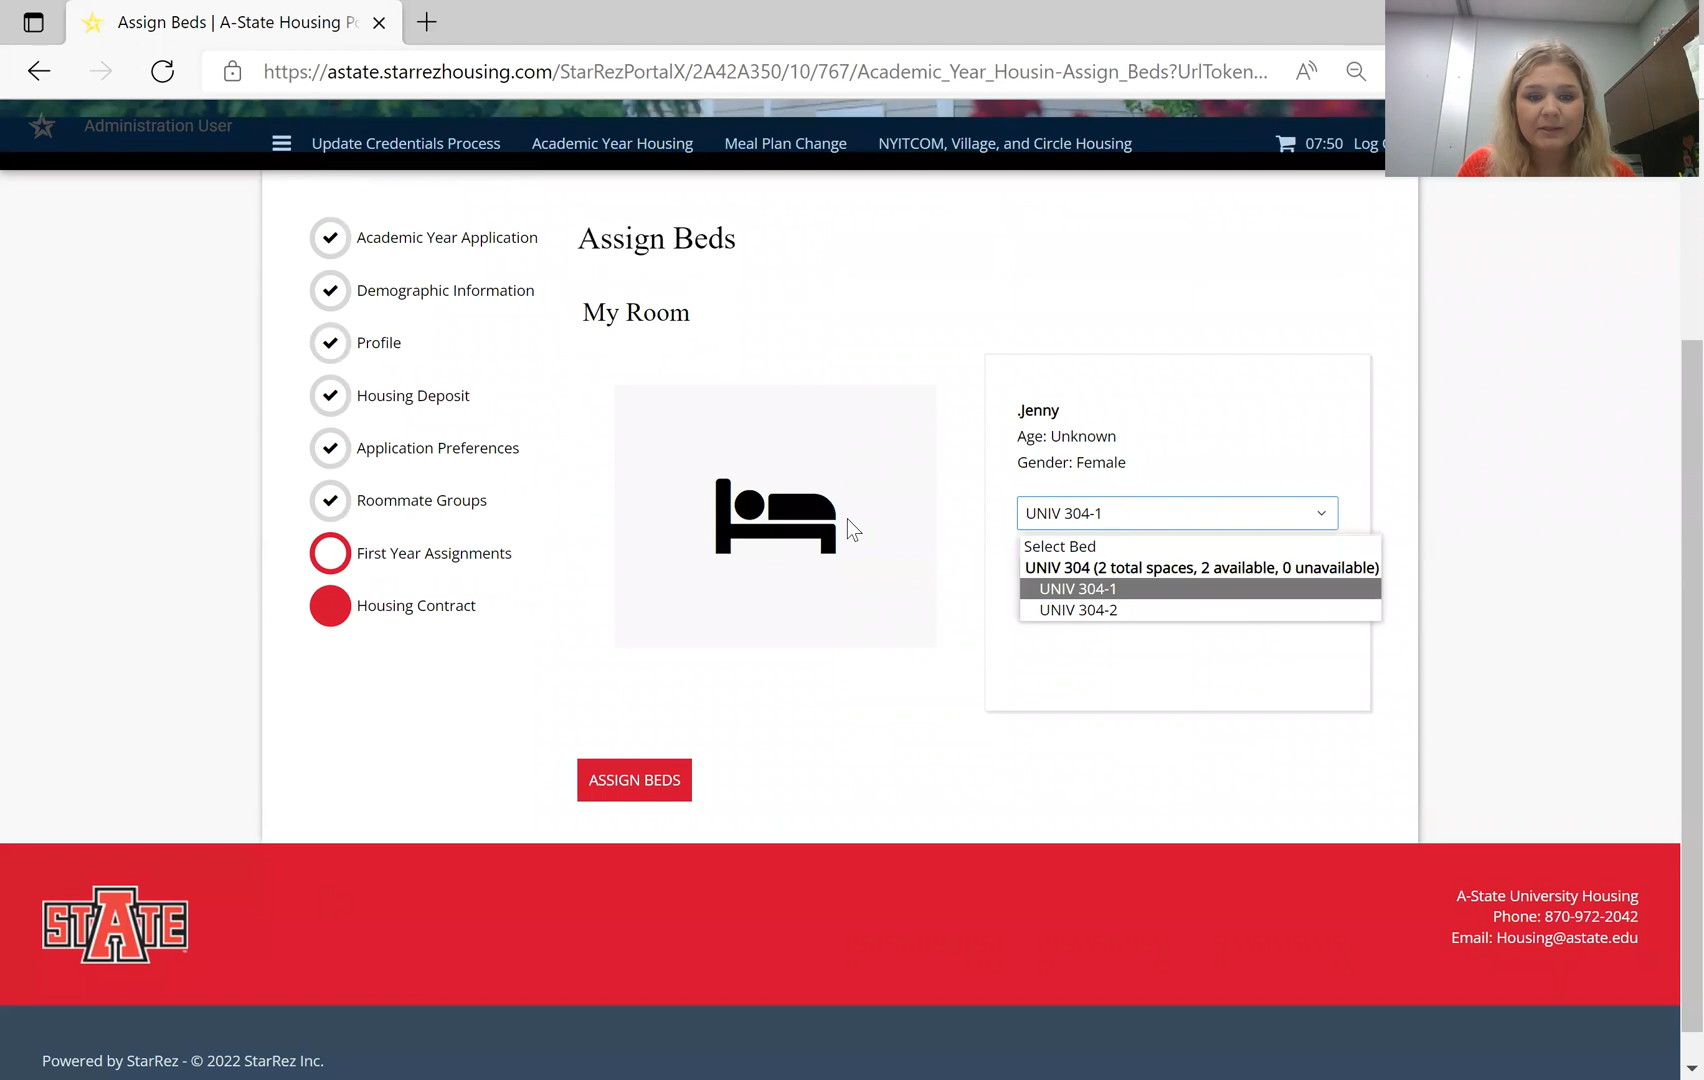 Assign Beds | A-State Housing Po
https://astate.starrezhousing.com/StarRezPortalX/2A42A350/10/767/Academic_Year_Housin-Assign_Beds?UrlToken...
Administration User
Update Credentials Process
Academic Year Housing
Meal Plan Change
NYITCOM, Village, and Circle Housing
07:50
Log
Academic Year Application
Demographic Information
Profile
Housing Deposit
Application Preferences
Roommate Groups
First Year Assignments
Housing Contract
Assign Beds
My Room
.Jenny
Age: Unknown
Gender: Female
UNIV 304-1
Select Bed
UNIV 304 (2 total spaces, 2 available, 0 unavailable)
UNIV 304-1
UNIV 304-2
ASSIGN BEDS
STATE
A-State University Housing
Phone: 870-972-2042
Email: Housing@astate.edu
Powered by StarRez - © 2022 StarRez Inc.